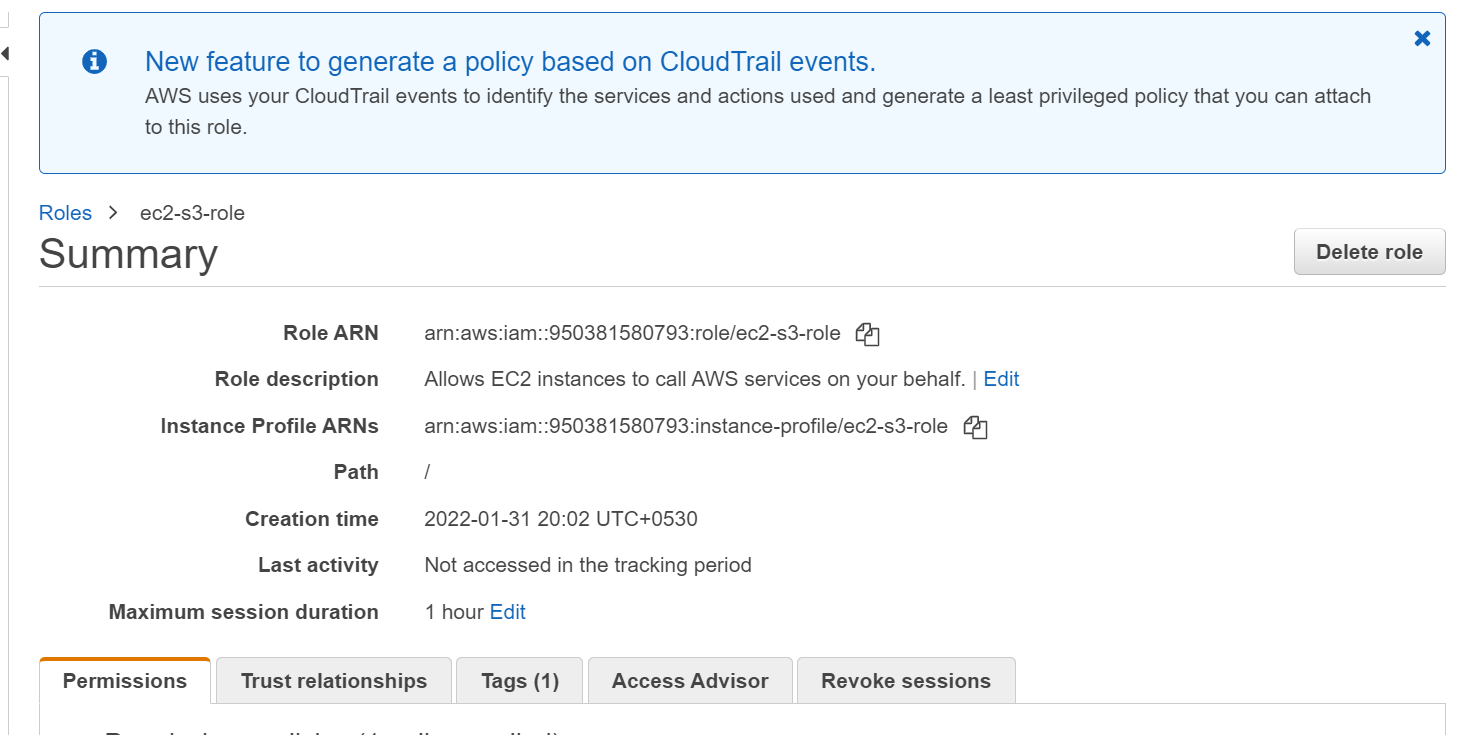 New feature to generate a policy based on CloudTrail events.
AWS uses your CloudTrail events to identify the services and actions used and generate a least privileged policy that you can attach
to this role.
Roles > ec2-s3-role
Summary
Delete role
Role ARN arn:aws:iam::950381580793:role/ec2-s3-role
Role description Allows EC2 instances to call AWS services on your behalf. | Edit
Instance Profile ARNs arn:aws:iam::950381580793:instance-profile/ec2-s3-role
Path /
Creation time 2022-01-31 20:02 UTC+0530
Last activity Not accessed in the tracking period
Maximum session duration 1 hour Edit
Permissions Trust relationships Tags (1) Access Advisor Revoke sessions